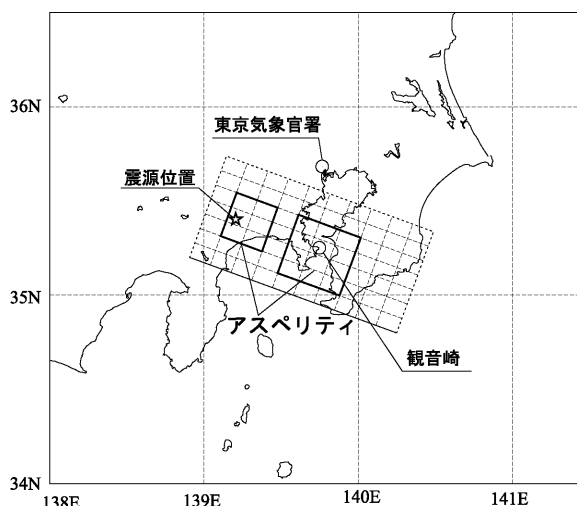 36N
東京気象官署
震源位置
35N
アスペリティ
観音崎
34N
138E
139E
140E
141E